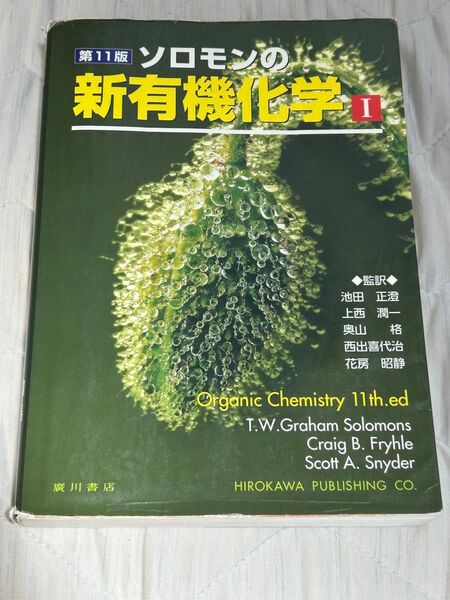 第11版 ソロモンの
新有機化学 I
◆監訳◆
池田 正澄
上西 潤一
奥山 格
西出喜代治
花房 昭静
Organic Chemistry 11th.ed
T.W.Graham Solomons
Craig B. Fryhle
Scott A. Snyder
廣川書店 HIROKAWA PUBLISHING CO.